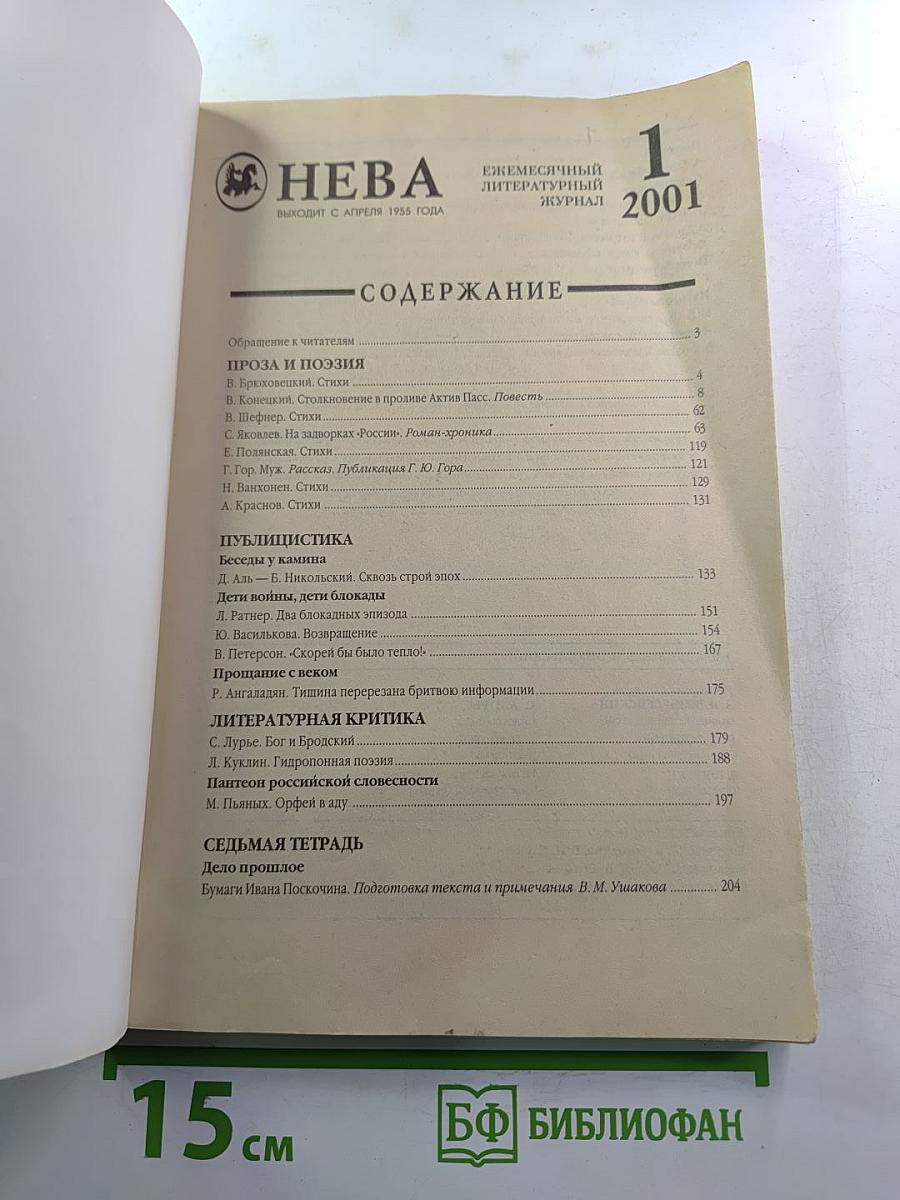 НЕВА
ВЫХОДИТ С АПРЕЛЯ 1955 ГОДА
ЕЖЕМЕСЯЧНЫЙ
ЛИТЕРАТУРНЫЙ
ЖУРНАЛ
1
2001
СОДЕРЖАНИЕ
Обращение к читателям 3
ПРОЗА И ПОЭЗИЯ
В. Брюховецкий. Стихи 4
В. Конецкий. Столкновение в проливе Актив Пасс. Повесть 8
В. Шефнер. Стихи 62
С. Яковлев. На задворках «России». Роман-хроника 63
Е. Полянская. Стихи 119
Г. Гор. Муж. Рассказ. Публикация Г. Ю. Гора 121
Н. Ванхонен. Стихи 129
А. Краснов. Стихи 131
ПУБЛИЦИСТИКА
Беседы у камина
Д. Аль — Б. Никольский. Сквозь строй эпох 133
Дети войны, дети блокады
Л. Ратнер. Два блокадных эпизода 151
Ю. Василькова. Возвращение 154
В. Петерсон. «Скорей бы было тепло!» 167
Прощание с веком
Р. Ангаладян. Тишина перерезана бритвою информации 175
ЛИТЕРАТУРНАЯ КРИТИКА
С. Лурье. Бог и Бродский 179
Л. Куклин. Гидропонная поэзия 188
Пантеон российской словесности
М. Пьяных. Орфей в аду 197
СЕДЬМАЯ ТЕТРАДЬ
Дело прошлое
Бумаги Ивана Поскочина. Подготовка текста и примечания В. М. Ушакова 204
15 см
БФ БИБЛИОФАН